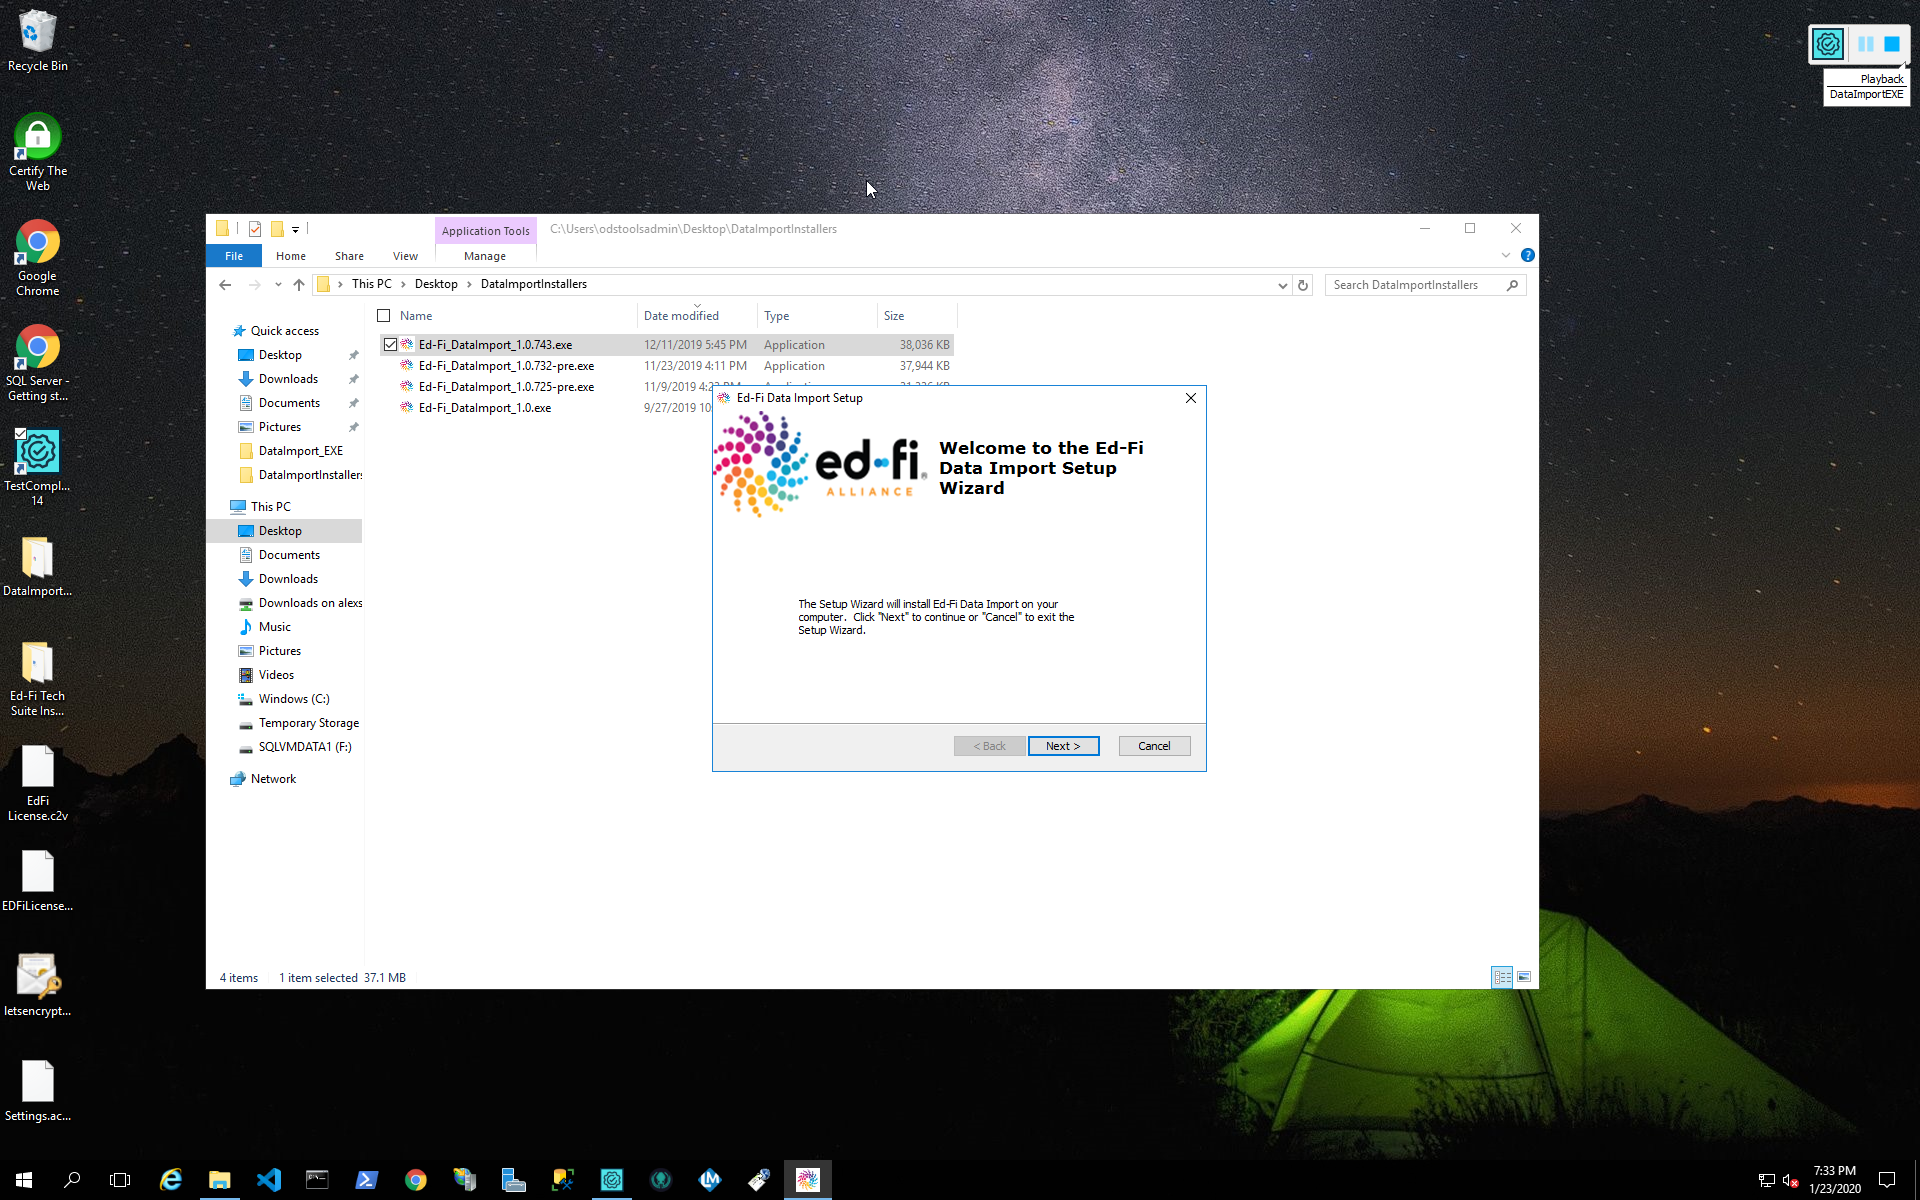 Recycle Bin
Certify The
Web
Google
Chrome
SQL Server -
Getting st...
TestCompl...
14
DataImport...
Ed-Fi Tech
Suite Ins...
EdFi
License.c2v
EDFiLicense...
letsencrypt...
Settings.ac...
Playback
DataImportEXE
Application Tools
C:\Users\odstoolsadmin\Desktop\DataImportInstallers
File
Home
Share
View
Manage
This PC
Desktop
DataImportInstallers
Search DataImportInstallers
Quick access
Desktop
Downloads
Documents
Pictures
DataImport_EXE
DataImportInstallers
This PC
Desktop
Documents
Downloads
Downloads on alexs
Music
Pictures
Videos
Windows (C:)
Temporary Storage
SQLVMDATA1 (F:)
Network
Name Date modified Type Size
Ed-Fi_DataImport_1.0.743.exe 12/11/2019 5:45 PM Application 38,036 KB
Ed-Fi_DataImport_1.0.732-pre.exe 11/23/2019 4:11 PM Application 37,944 KB
Ed-Fi_DataImport_1.0.725-pre.exe 11/9/2019
Ed-Fi_DataImport_1.0.exe 9/27/2019 10
4 items 1 item selected 37.1 MB
Ed-Fi Data Import Setup
ed-fi®
ALLIANCE
Welcome to the Ed-Fi
Data Import Setup
Wizard
The Setup Wizard will install Ed-Fi Data Import on your
computer. Click "Next" to continue or "Cancel" to exit the
Setup Wizard.
< Back
Next >
Cancel
7:33 PM
1/23/2020